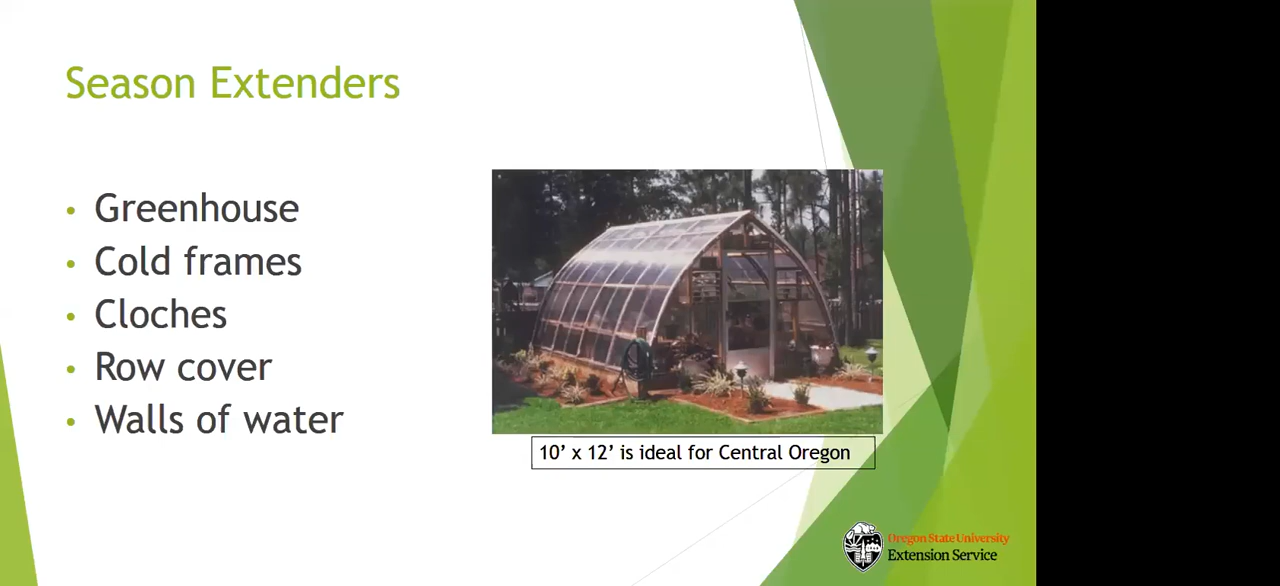 Season Extenders
• Greenhouse
• Cold frames
• Cloches
• Row cover
• Walls of water
10’ x 12’ is ideal for Central Oregon
Oregon State University
Extension Service